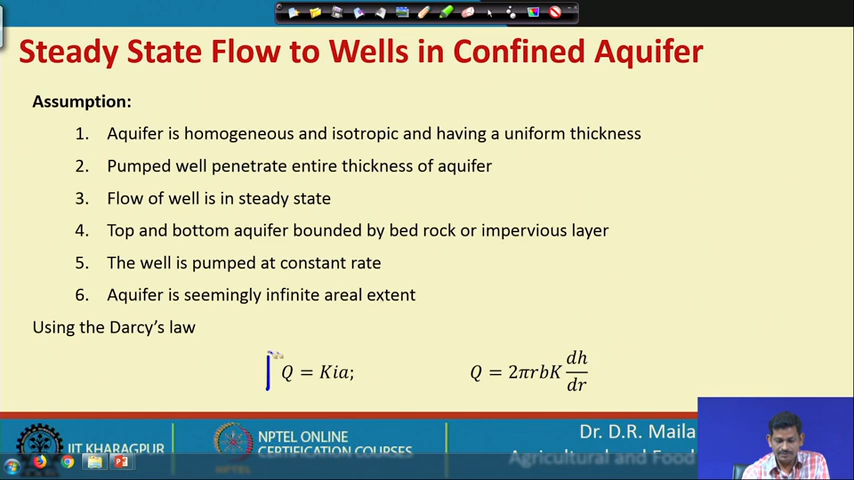 Steady State Flow to Wells in Confined Aquifer
Assumption:
1. Aquifer is homogeneous and isotropic and having a uniform thickness
2. Pumped well penetrate entire thickness of aquifer
3. Flow of well is in steady state
4. Top and bottom aquifer bounded by bed rock or impervious layer
5. The well is pumped at constant rate
6. Aquifer is seemingly infinite areal extent
Using the Darcy's law
Q = Kia; Q = 2πrbK dh/dr
IIT KHARAGPUR
NPTEL ONLINE
CERTIFICATION COURSES
Dr. D.R. Maila
Agricultural and Food